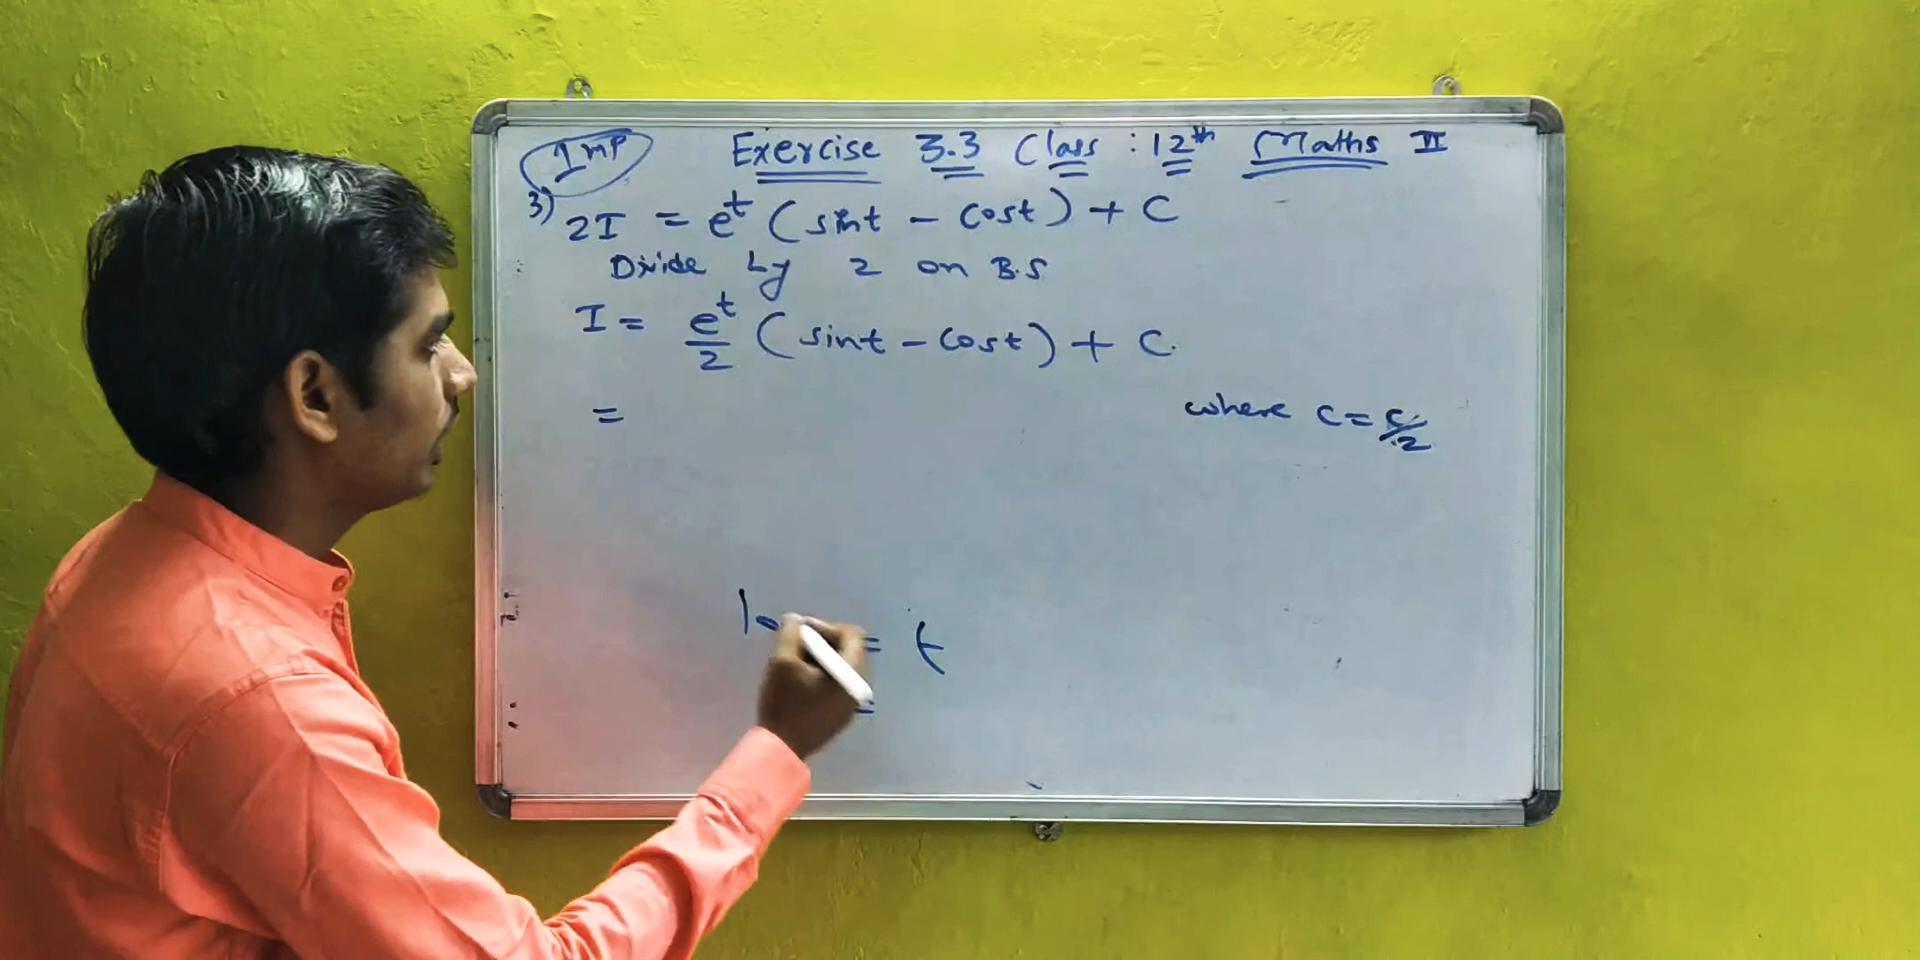 Imp Exercise 3.3 Class : 12th Maths II
3) 2I = e^t (sint - cost) + C
Divide by 2 on B.S
I = e^t/2 (sint - cost) + C.
=
where C = C/2
= t
=